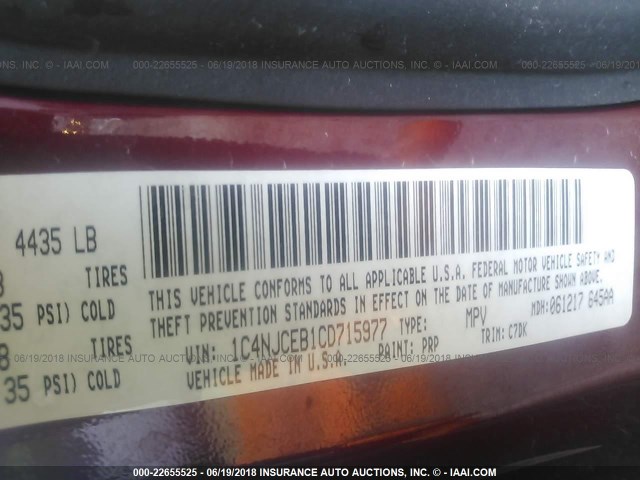 INC. - IAAI.COM 000-22655525 - 06/19/2018 INSURANCE AUTO AUCTIONS, INC. - IAAI.COM 000-22655525 - 06/19/2018
4435 LB
TIRES
35 PSI) COLD
TIRES
35 PSI) COLD
THIS VEHICLE CONFORMS TO ALL APPLICABLE U.S.A. FEDERAL MOTOR VEHICLE SAFETY AND
THEFT PREVENTION STANDARDS IN EFFECT ON THE DATE OF MANUFACTURE SHOWN ABOVE.
VIN: 1C4NJCEB1CD715977 TYPE: MPV MDH: 061217 645AA
VEHICLE MADE IN U.S.A. PAINT: PRP TRIM: C7DK
06/19/2018 INSURANCE AUTO AUCTIONS, INC. - IAAI.COM 000-22655525 - 06/19/2018 INSURANCE AUTO AUCTIONS, INC. - IAAI.COM
000-22655525 - 06/19/2018 INSURANCE AUTO AUCTIONS, INC. - IAAI.COM